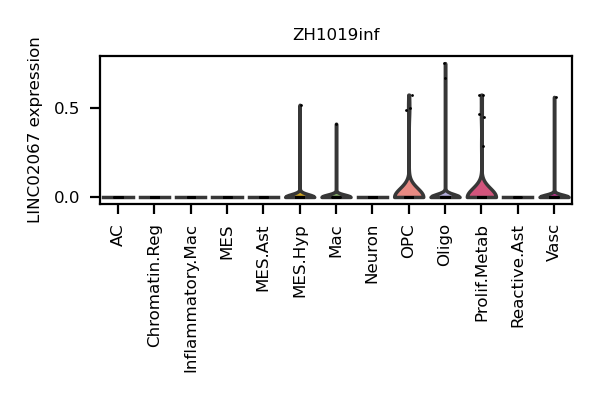 ZH1019inf
LINC02067 expression
0.5
0.0
AC
Chromatin.Reg
Inflammatory.Mac
MES
MES.Ast
MES.Hyp
Mac
Neuron
OPC
Oligo
Prolif.Metab
Reactive.Ast
Vasc